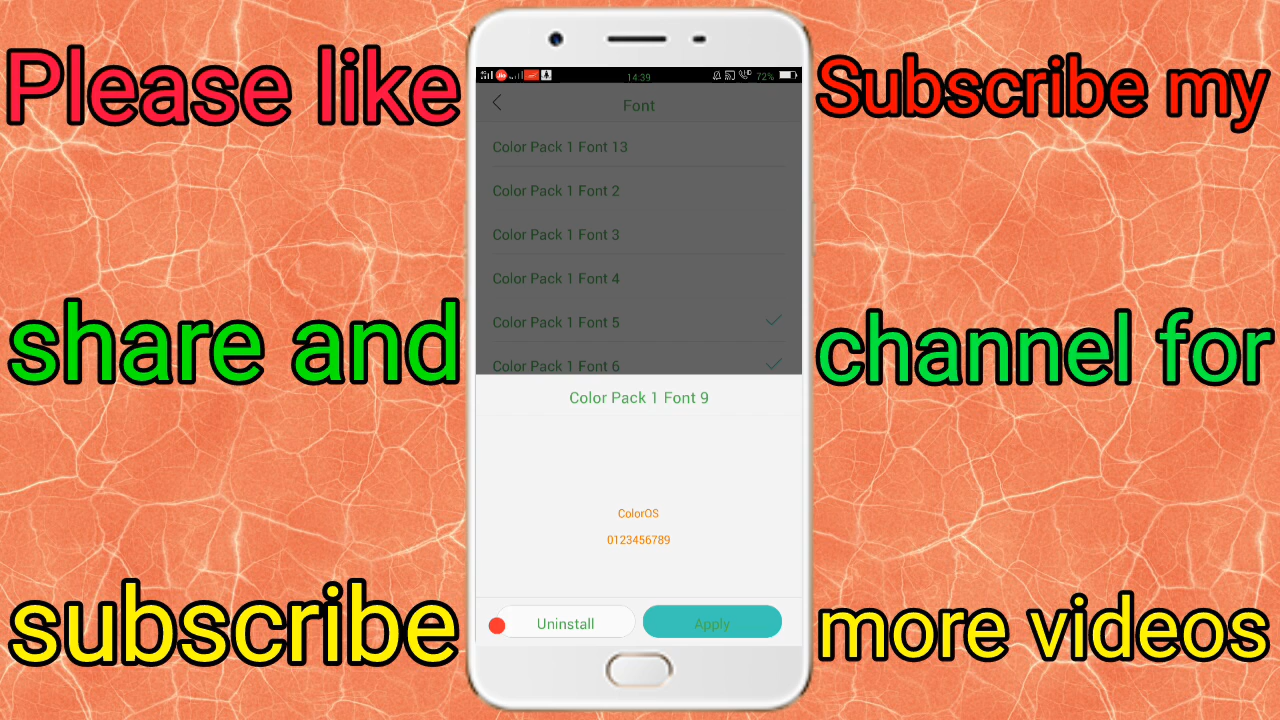 Please like
share and
subscribe
14:39
72%
Font
Color Pack 1 Font 13
Color Pack 1 Font 2
Color Pack 1 Font 3
Color Pack 1 Font 4
Color Pack 1 Font 5
Color Pack 1 Font 6
Color Pack 1 Font 9
ColorOS
0123456789
Uninstall
Apply
Subscribe my
channel for
more videos